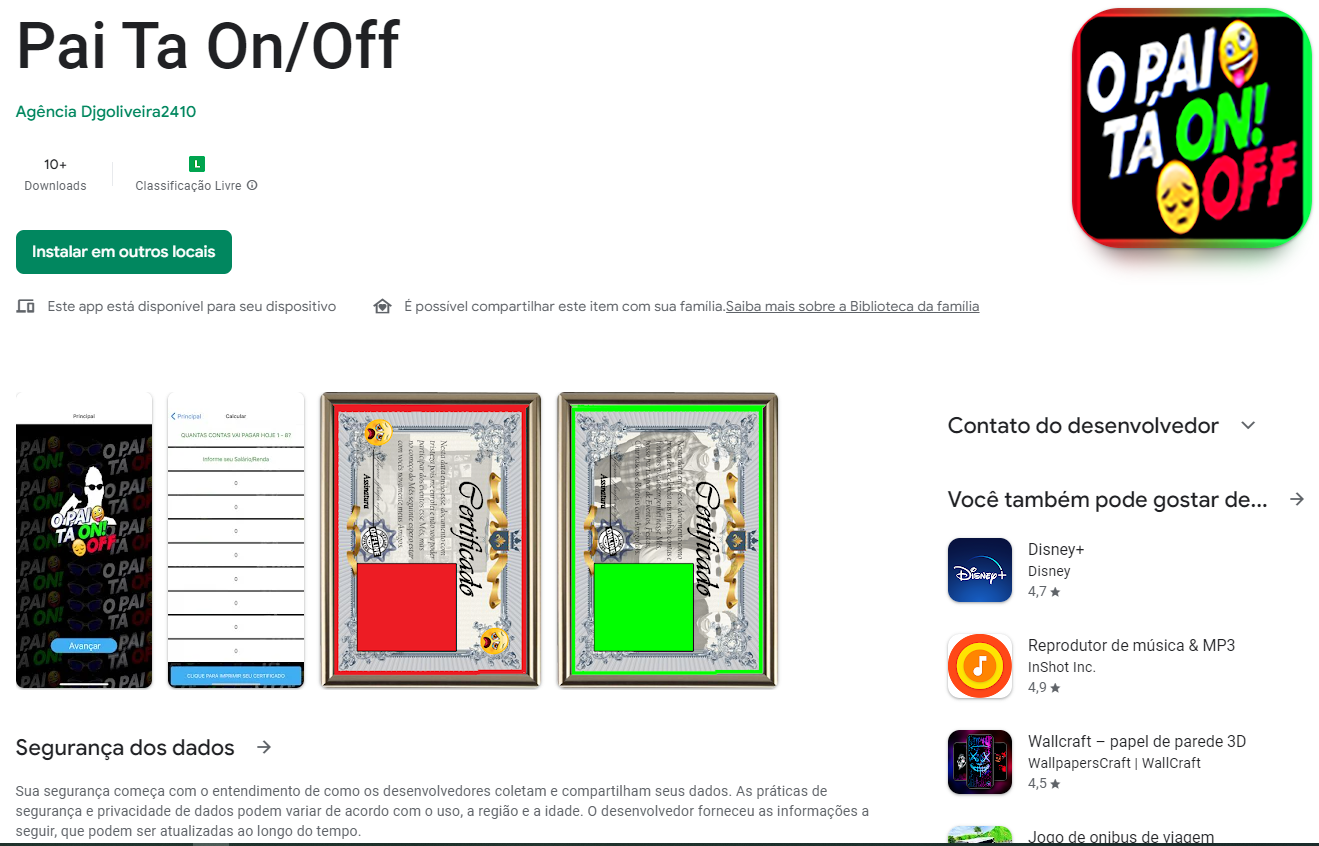 Pai Ta On/Off
Agência Djgoliveira2410
10+
Downloads
L
Classificação Livre
Instalar em outros locais
Este app está disponível para seu dispositivo
É possível compartilhar este item com sua família.Saiba mais sobre a Biblioteca da família
O PAI
TÁ ON!
OFF
Principal
O PAI
TÁ ON!
OFF
Avançar
Principal
Calcular
QUANTAS CONTAS VAI PAGAR HOJE 1 - 8?
Informe seu Salário/Renda
0
0
0
0
0
0
0
0
CLIQUE PARA IMPRIMIR SEU CERTIFICADO
Certificado
Assinatura
OFFLINE
Certificado
Assinatura
Contato do desenvolvedor
Você também pode gostar de...
Disney+
Disney+
Disney
4,7
Reprodutor de música & MP3
InShot Inc.
4,9
Wallcraft – papel de parede 3D
WallpapersCraft | WallCraft
4,5
Jogo de onibus de viagem
Segurança dos dados
Sua segurança começa com o entendimento de como os desenvolvedores coletam e compartilham seus dados. As práticas de
segurança e privacidade de dados podem variar de acordo com o uso, a região e a idade. O desenvolvedor forneceu as informações a
seguir, que podem ser atualizadas ao longo do tempo.